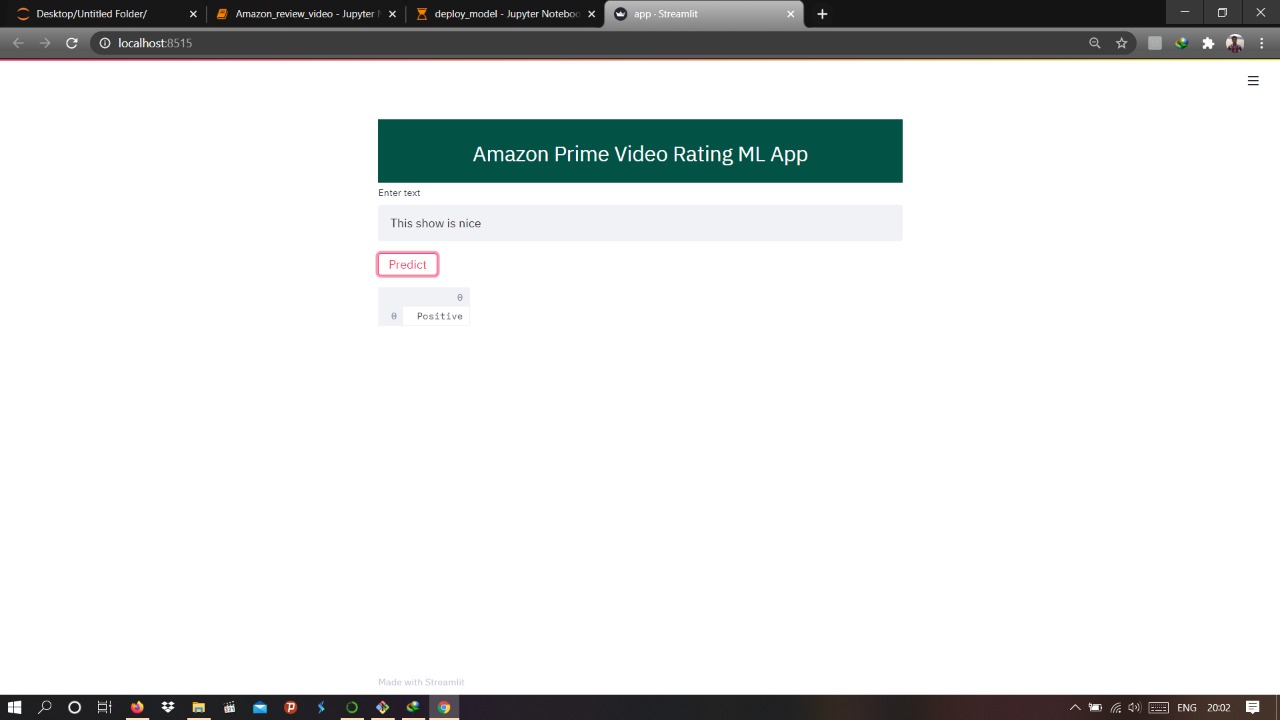 Desktop/Untitled Folder/
Amazon_review_video - Jupyter
deploy_model - Jupyter Noteboo
app · Streamlit
localhost:8515
Amazon Prime Video Rating ML App
Enter text
This show is nice
Predict
0
0 Positive
Made with Streamlit
ENG 20:02